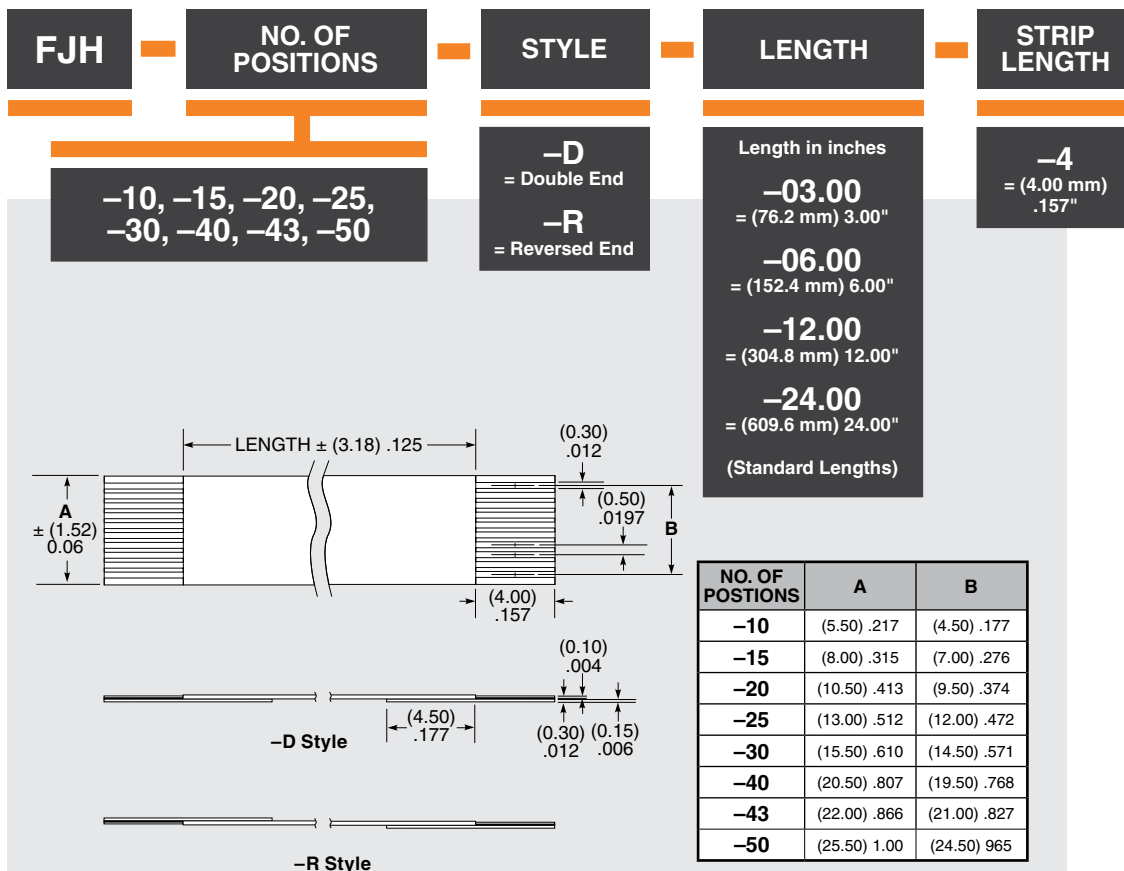 FJH
NO. OF
POSITIONS
STYLE
LENGTH
STRIP
LENGTH
–10, –15, –20, –25,
–30, –40, –43, –50
–D
= Double End
–R
= Reversed End
Length in inches
–03.00
= (76.2 mm) 3.00"
–06.00
= (152.4 mm) 6.00"
–12.00
= (304.8 mm) 12.00"
–24.00
= (609.6 mm) 24.00"
(Standard Lengths)
–4
= (4.00 mm)
.157"
LENGTH ± (3.18) .125
(0.30)
.012
A
± (1.52)
0.06
(0.50)
.0197
B
(4.00)
.157
(0.10)
.004
(4.50)
.177
(0.30)
.012
(0.15)
.006
–D Style
–R Style
NO. OF
POSTIONS A B
–10 (5.50) .217 (4.50) .177
–15 (8.00) .315 (7.00) .276
–20 (10.50) .413 (9.50) .374
–25 (13.00) .512 (12.00) .472
–30 (15.50) .610 (14.50) .571
–40 (20.50) .807 (19.50) .768
–43 (22.00) .866 (21.00) .827
–50 (25.50) 1.00 (24.50) 965